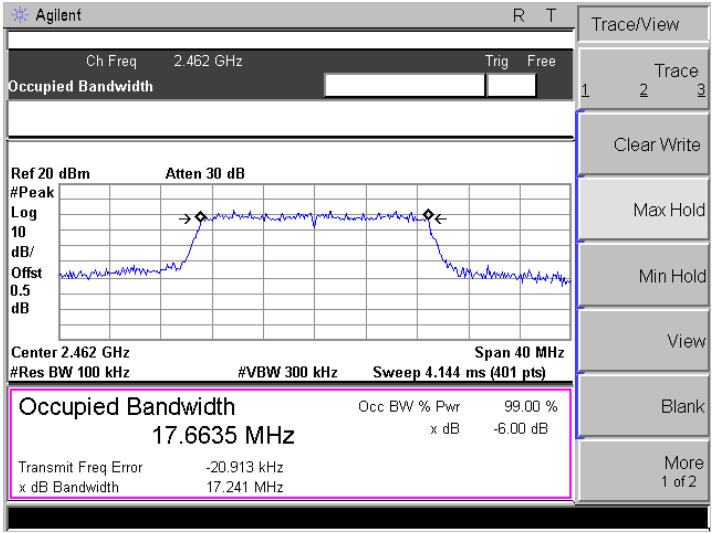 Agilent R T
Ch Freq 2.462 GHz Trig Free
Occupied Bandwidth
Ref 20 dBm Atten 30 dB
#Peak
Log
10
dB/
Offst
0.5
dB
Center 2.462 GHz Span 40 MHz
#Res BW 100 kHz #VBW 300 kHz Sweep 4.144 ms (401 pts)
Occupied Bandwidth Occ BW % Pwr 99.00 %
17.6635 MHz x dB -6.00 dB
Transmit Freq Error -20.913 kHz
x dB Bandwidth 17.241 MHz
Trace/View
Trace
1 2 3
Clear Write
Max Hold
Min Hold
View
Blank
More
1 of 2